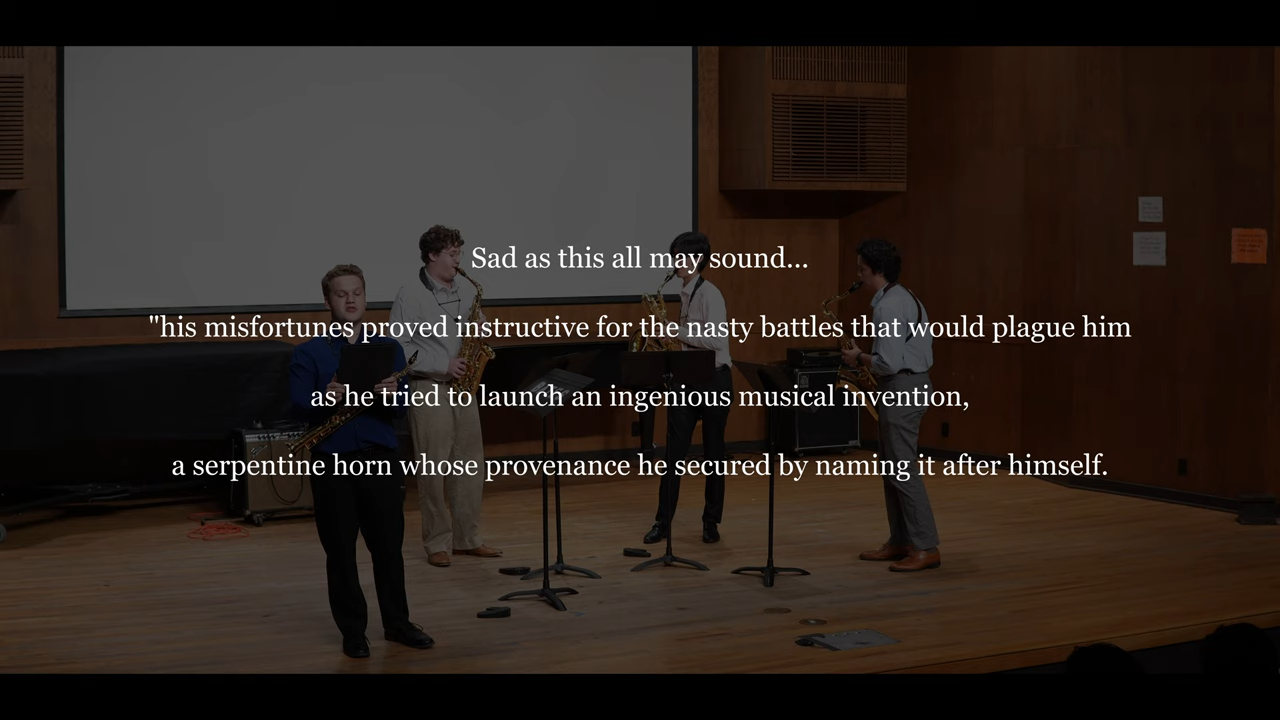 Sad as this all may sound...
"his misfortunes proved instructive for the nasty battles that would plague him
as he tried to launch an ingenious musical invention,
a serpentine horn whose provenance he secured by naming it after himself.